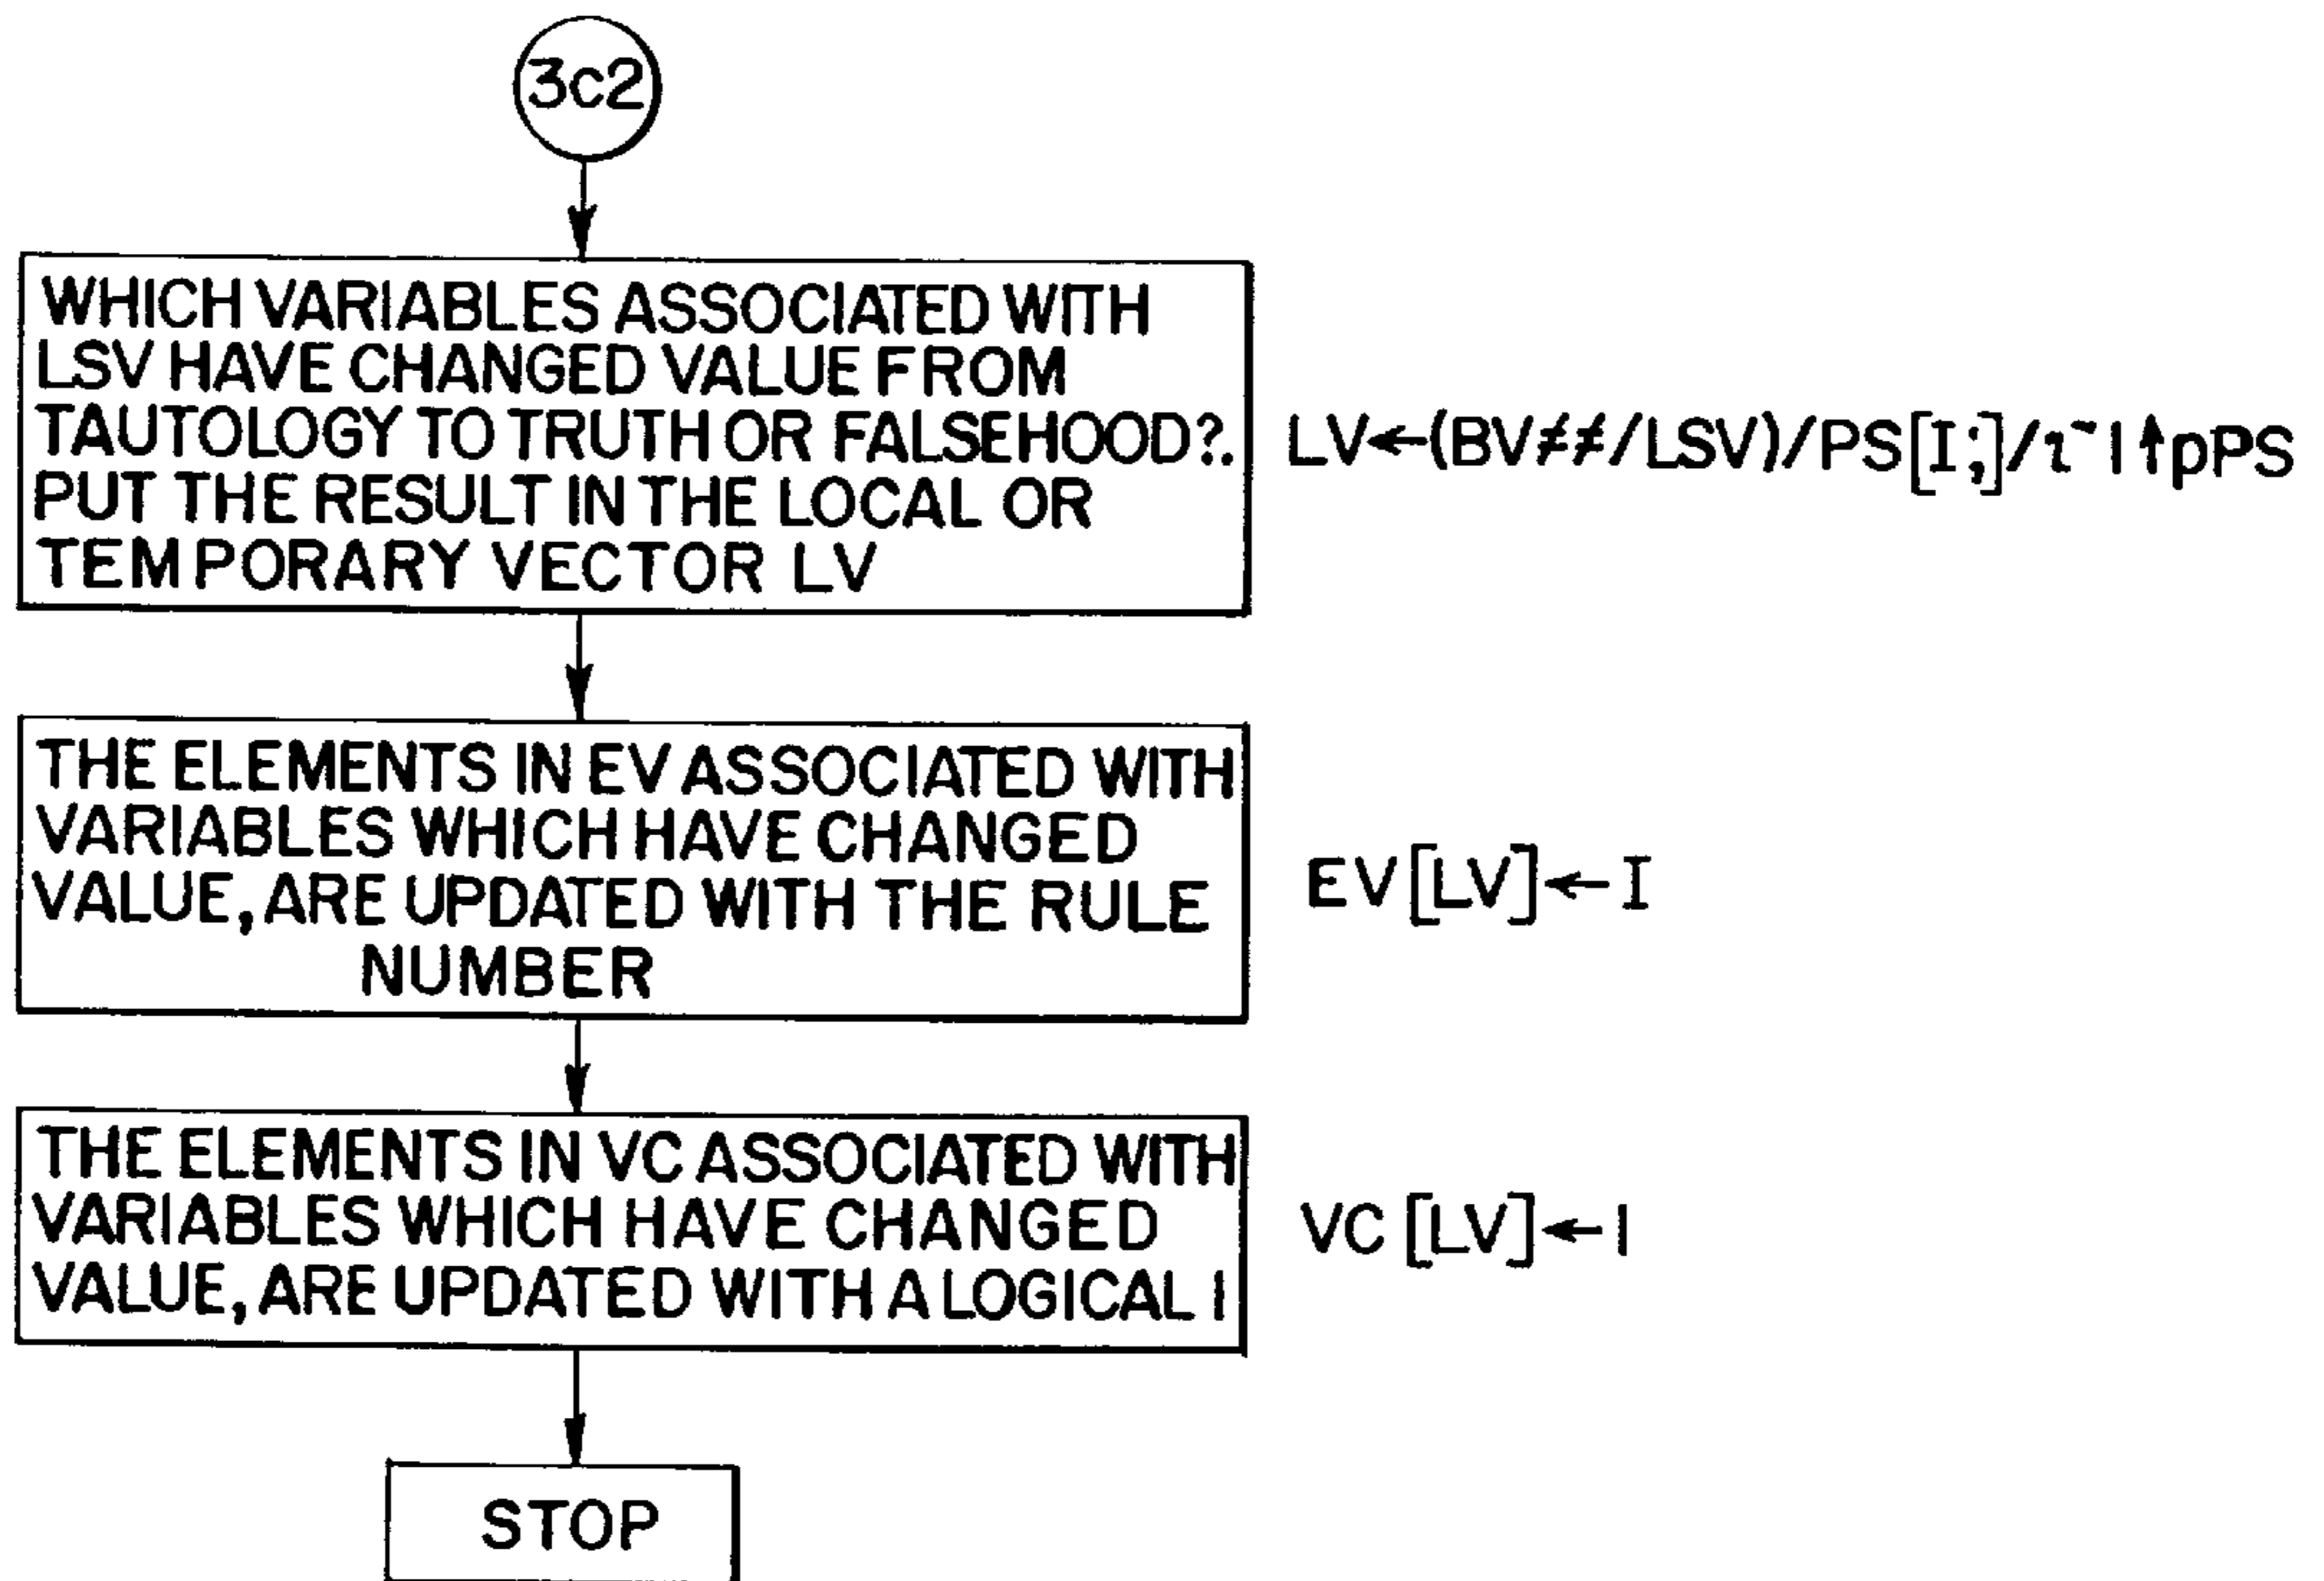 3c2
WHICH VARIABLES ASSOCIATED WITH
LSV HAVE CHANGED VALUE FROM
TAUTOLOGY TO TRUTH OR FALSEHOOD?.
PUT THE RESULT IN THE LOCAL OR
TEMPORARY VECTOR LV
LV←(BV≠≠/LSV)/PS[I;]/⍳¯1↑⍴PS
THE ELEMENTS IN EV ASSOCIATED WITH
VARIABLES WHICH HAVE CHANGED
VALUE, ARE UPDATED WITH THE RULE
NUMBER
EV[LV]←I
THE ELEMENTS IN VC ASSOCIATED WITH
VARIABLES WHICH HAVE CHANGED
VALUE, ARE UPDATED WITH A LOGICAL 1
VC[LV]←1
STOP